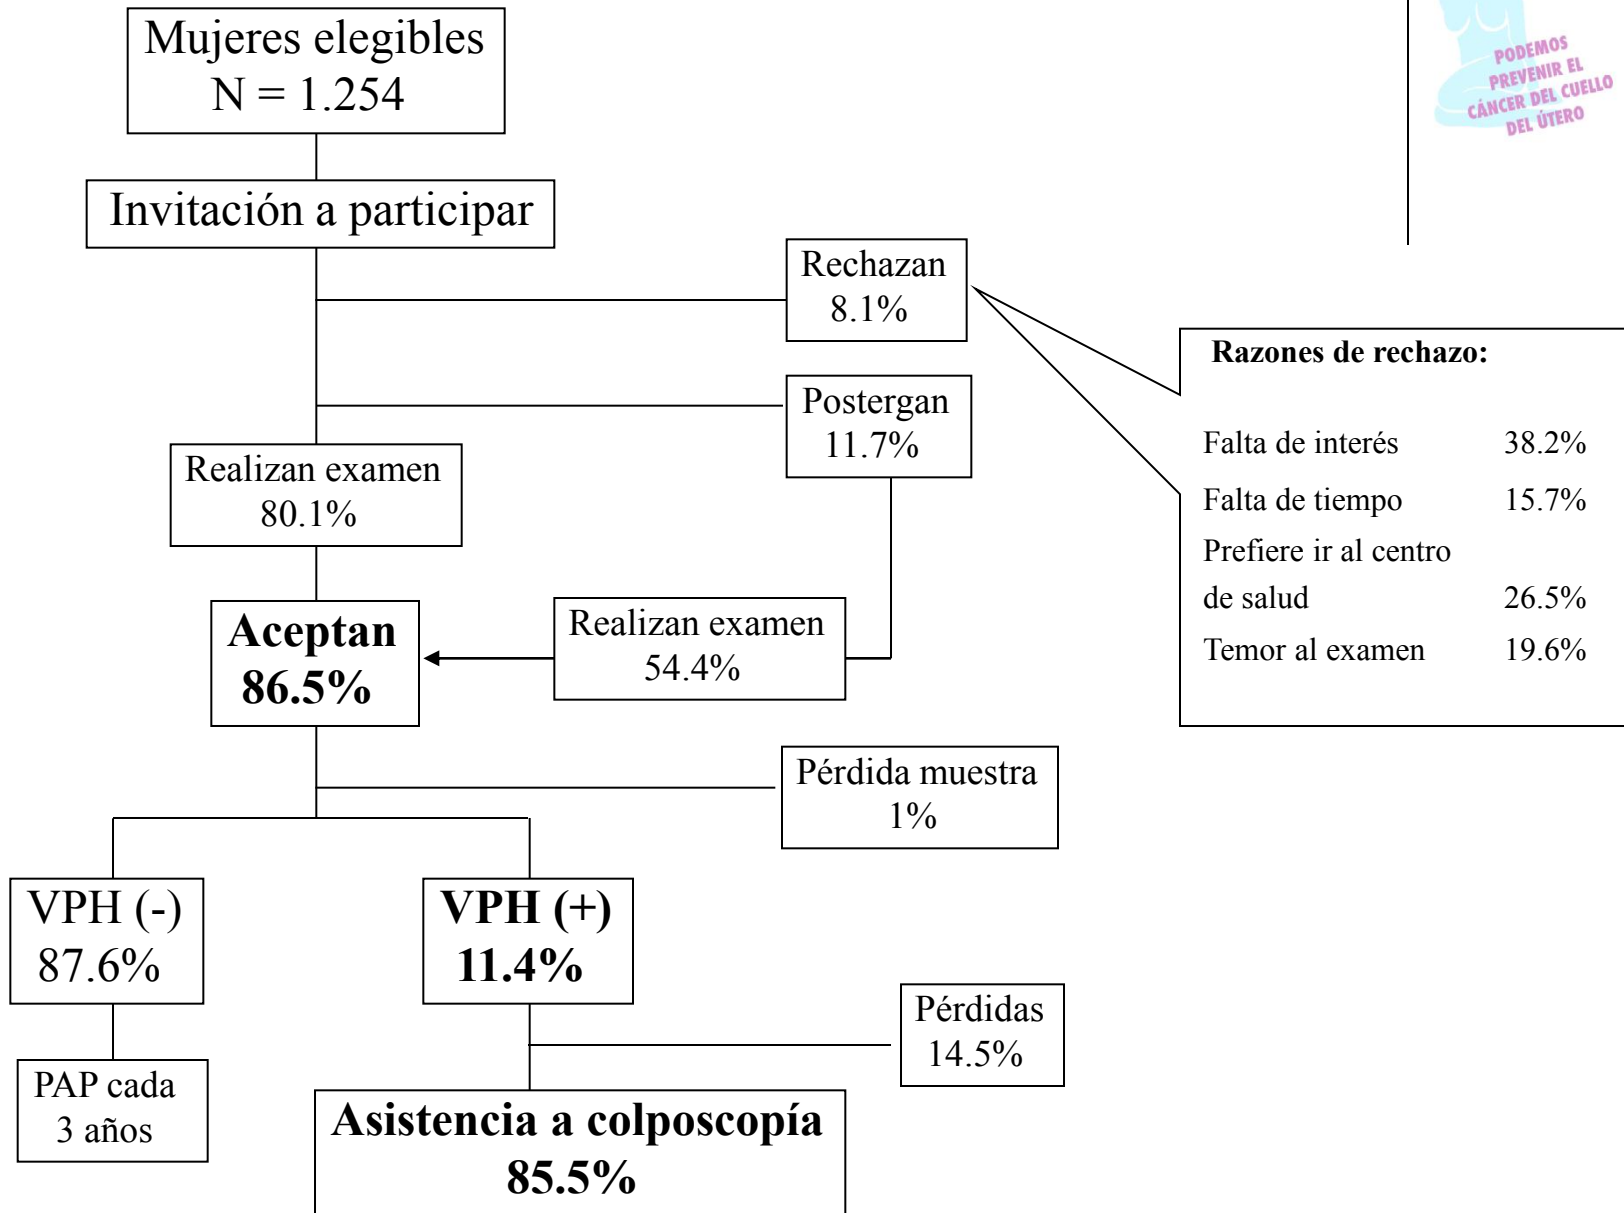 PODEMOS
PREVENIR EL
CÁNCER DEL CUELLO
DEL ÚTERO
Mujeres elegibles
N = 1.254
Invitación a participar
Rechazan
8.1%
Razones de rechazo:
Falta de interés 38.2%
Falta de tiempo 15.7%
Prefiere ir al centro
de salud 26.5%
Temor al examen 19.6%
Postergan
11.7%
Realizan examen
80.1%
Realizan examen
54.4%
Aceptan
86.5%
Pérdida muestra
1%
VPH (-)
87.6%
VPH (+)
11.4%
Pérdidas
14.5%
PAP cada
3 años
Asistencia a colposcopía
85.5%